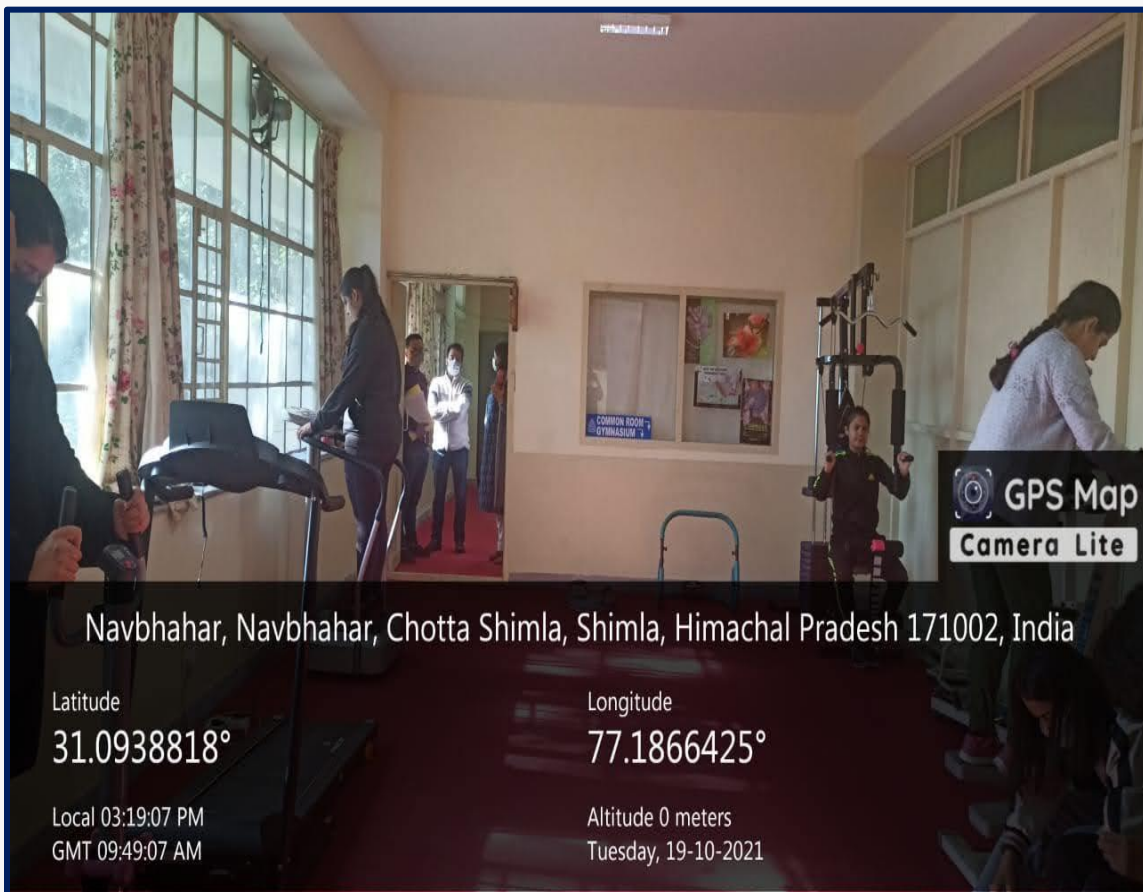 COMMON ROOM
GYMNASIUM
GPS Map
Camera Lite
Navbhahar, Navbhahar, Chotta Shimla, Shimla, Himachal Pradesh 171002, India
Latitude
31.0938818°
Longitude
77.1866425°
Local 03:19:07 PM
GMT 09:49:07 AM
Altitude 0 meters
Tuesday, 19-10-2021